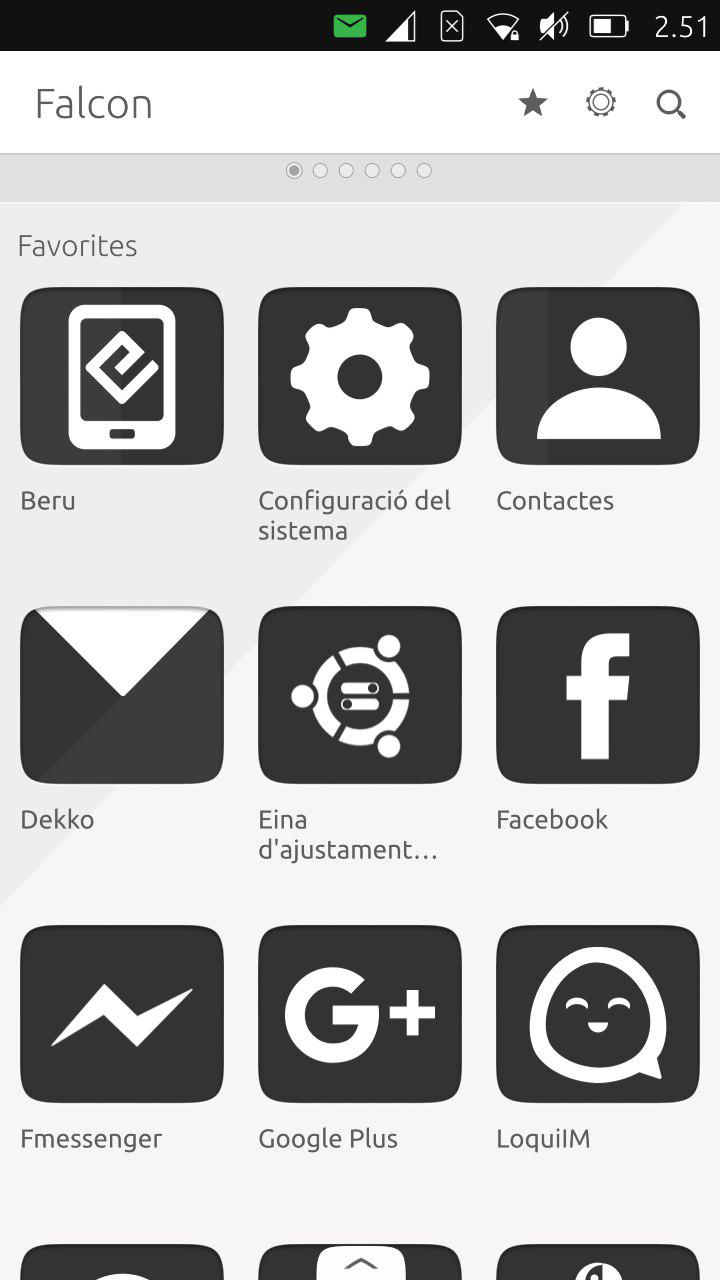 2.51
Falcon
Favorites
Beru
Configuració del
sistema
Contactes
Dekko
Eina
d'ajustament…
Facebook
G+
Fmessenger
Google Plus
LoquiIM